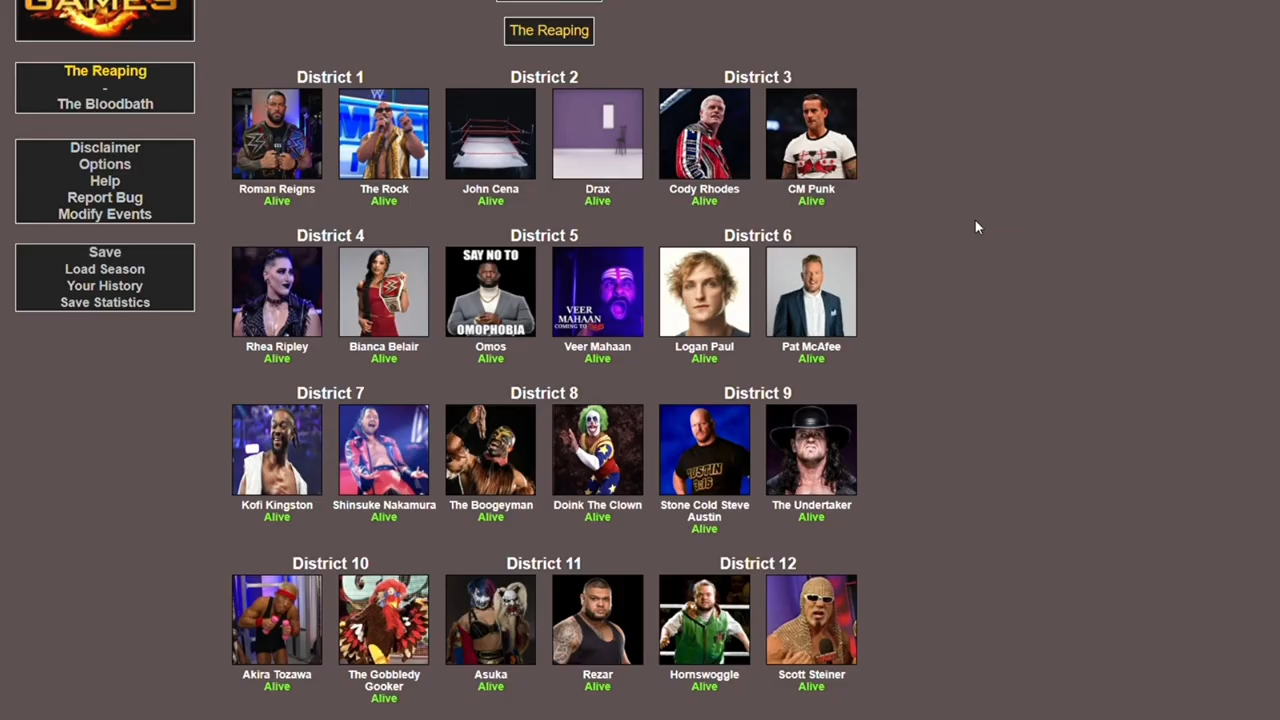 GAMES
The Reaping
The Reaping
-
The Bloodbath
Disclaimer
Options
Help
Report Bug
Modify Events
Save
Load Season
Your History
Save Statistics
District 1
District 2
District 3
Roman Reigns
The Rock
John Cena
Drax
Cody Rhodes
CM Punk
Alive
Alive
Alive
Alive
Alive
Alive
District 4
District 5
District 6
SAY NO TO
OMOPHOBIA
VEER
MAHAAN
COMING TO
Rhea Ripley
Bianca Belair
Omos
Veer Mahaan
Logan Paul
Pat McAfee
Alive
Alive
Alive
Alive
Alive
Alive
District 7
District 8
District 9
AUSTIN
3:16
Kofi Kingston
Shinsuke Nakamura
The Boogeyman
Doink The Clown
Stone Cold Steve
Austin
The Undertaker
Alive
Alive
Alive
Alive
Alive
Alive
District 10
District 11
District 12
Akira Tozawa
The Gobbledy
Gooker
Asuka
Rezar
Hornswoggle
Scott Steiner
Alive
Alive
Alive
Alive
Alive
Alive